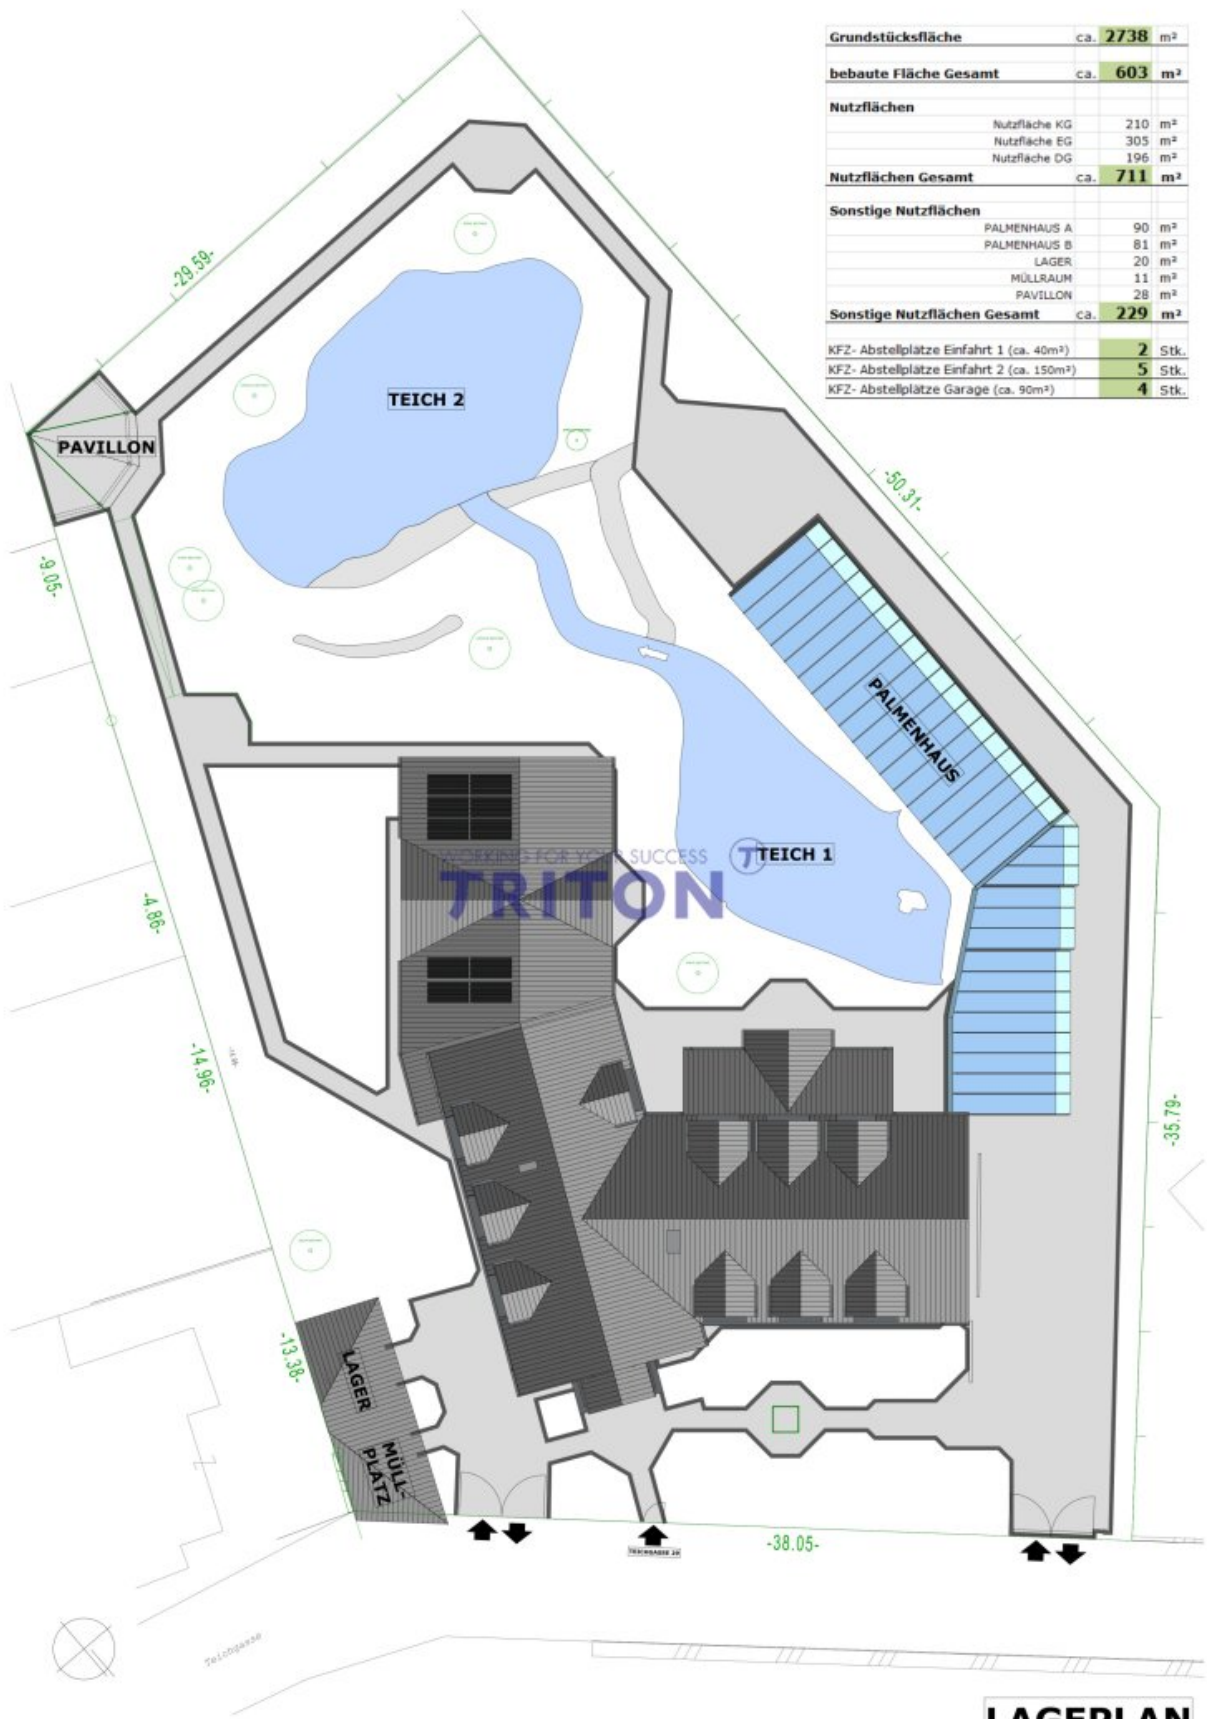 Grundstücksfläche ca. 2738 m²
bebaute Fläche Gesamt ca. 603 m²
Nutzflächen
Nutzfläche KG 210 m²
Nutzfläche EG 305 m²
Nutzfläche DG 196 m²
Nutzflächen Gesamt ca. 711 m²
Sonstige Nutzflächen
PALMENHAUS A 90 m²
PALMENHAUS B 81 m²
LAGER 20 m²
MÜLLRAUM 11 m²
PAVILLON 28 m²
Sonstige Nutzflächen Gesamt ca. 229 m²
KFZ- Abstellplätze Einfahrt 1 (ca. 40m²) 2 Stk.
KFZ- Abstellplätze Einfahrt 2 (ca. 150m²) 5 Stk.
KFZ- Abstellplätze Garage (ca. 90m²) 4 Stk.
-29.59-
TEICH 2
PAVILLON
-50.31-
-9.05-
PALMENHAUS
WORKING FOR YOUR SUCCESS
TRITON
T
TEICH 1
-4.86-
-14.96-
-35.79-
-13.38-
LAGER
MÜLL-
PLATZ
-38.05-
Teichgasse
LAGEPLAN